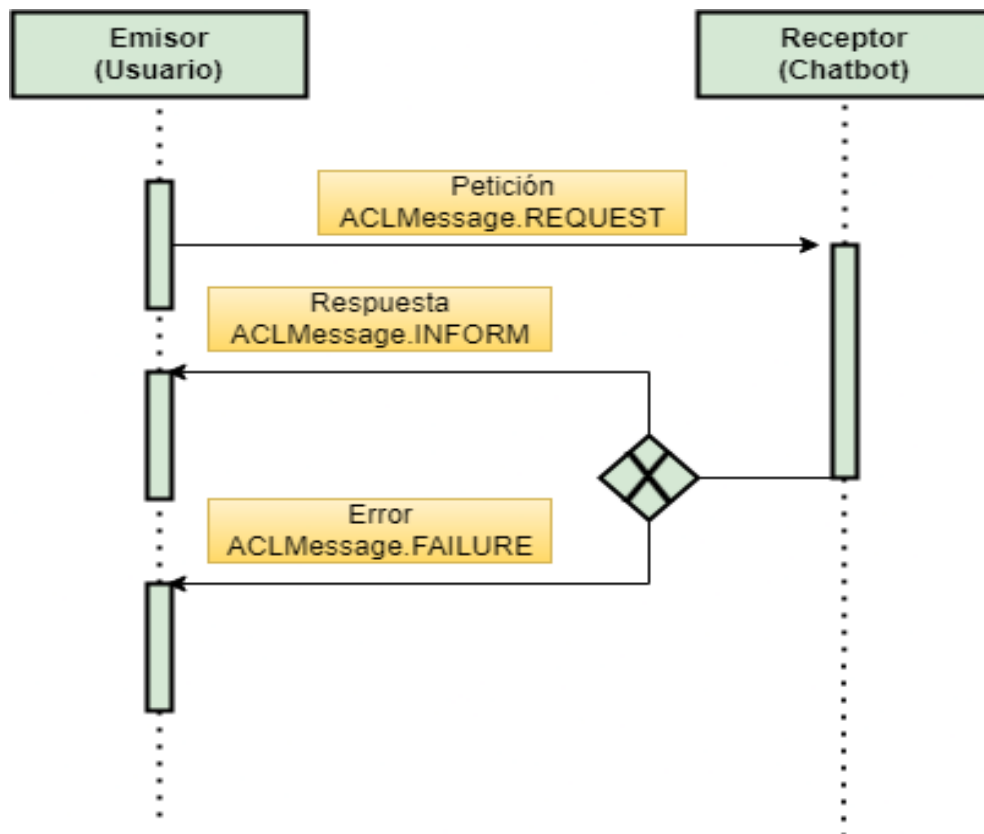 Emisor
(Usuario)
Receptor
(Chatbot)
Petición
ACLMessage.REQUEST
Respuesta
ACLMessage.INFORM
Error
ACLMessage.FAILURE